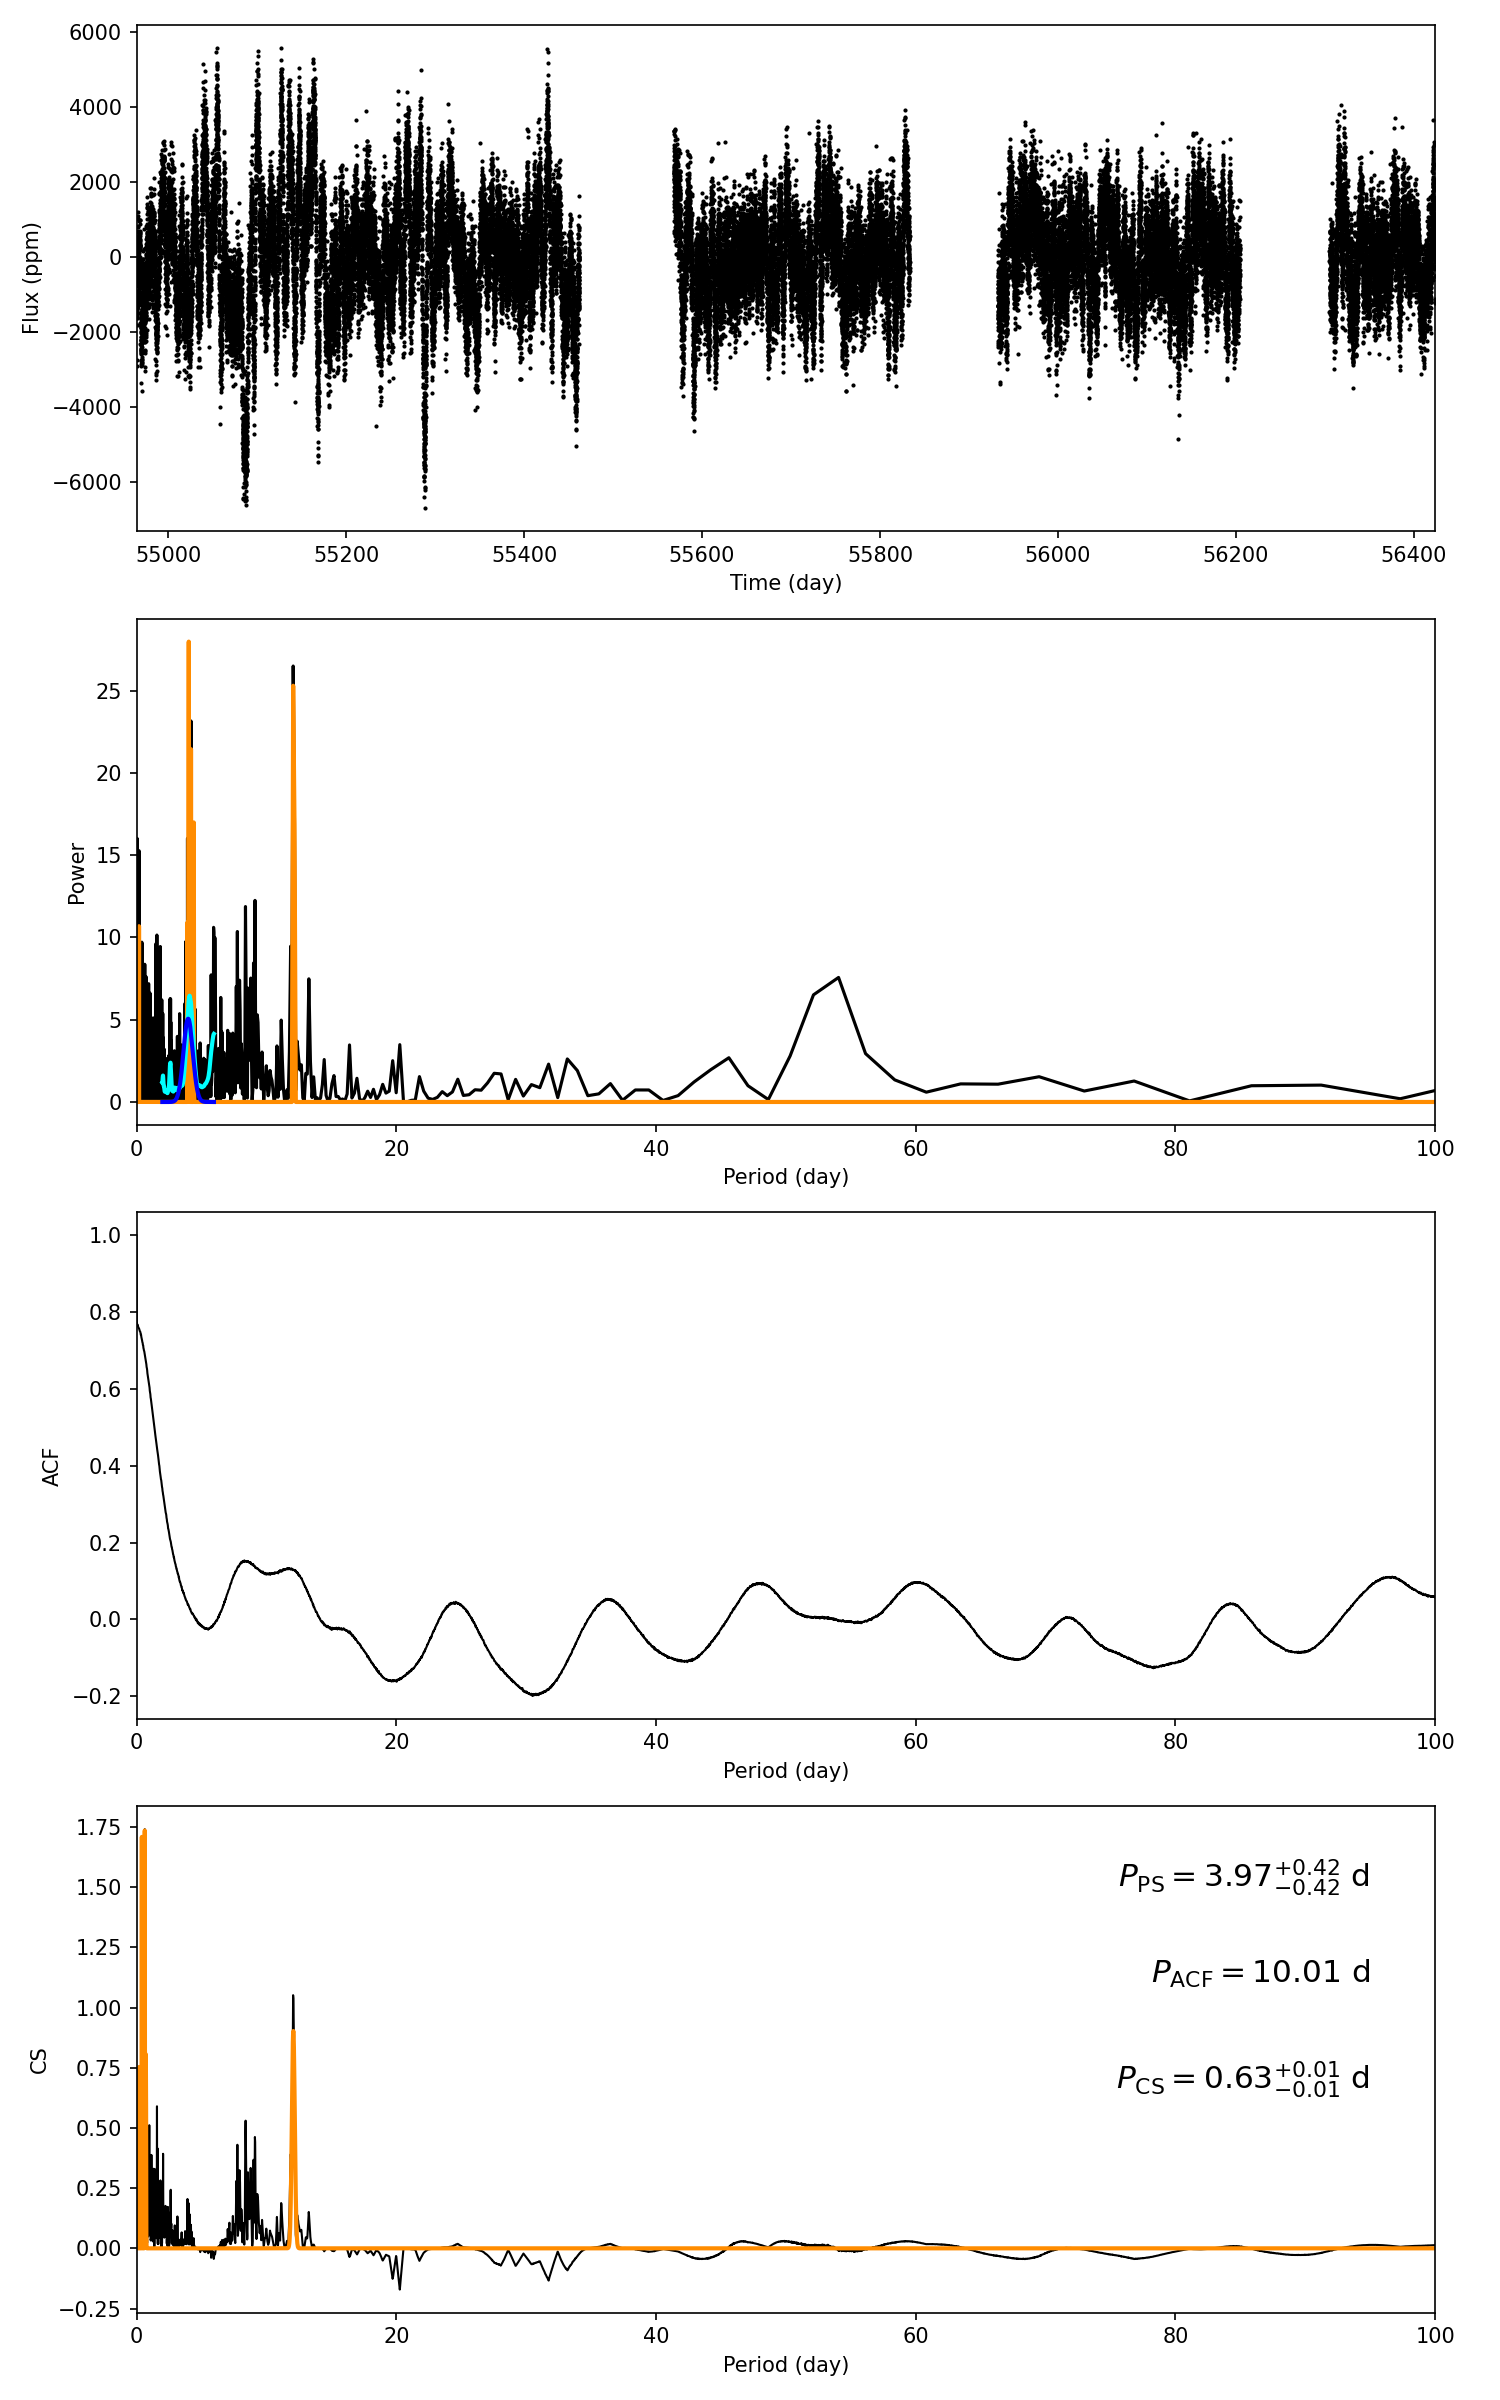 6000
4000
2000
0
−2000
−4000
−6000
Flux (ppm)
55000 55200 55400 55600 55800 56000 56200 56400
Time (day)
25
20
15
10
5
0
Power
0 20 40 60 80 100
Period (day)
1.0
0.8
0.6
0.4
0.2
0.0
−0.2
ACF
0 20 40 60 80 100
Period (day)
1.75
1.50
1.25
1.00
0.75
0.50
0.25
0.00
−0.25
CS
P_PS = 3.97 +0.42 −0.42 d
P_ACF = 10.01 d
P_CS = 0.63 +0.01 −0.01 d
0 20 40 60 80 100
Period (day)